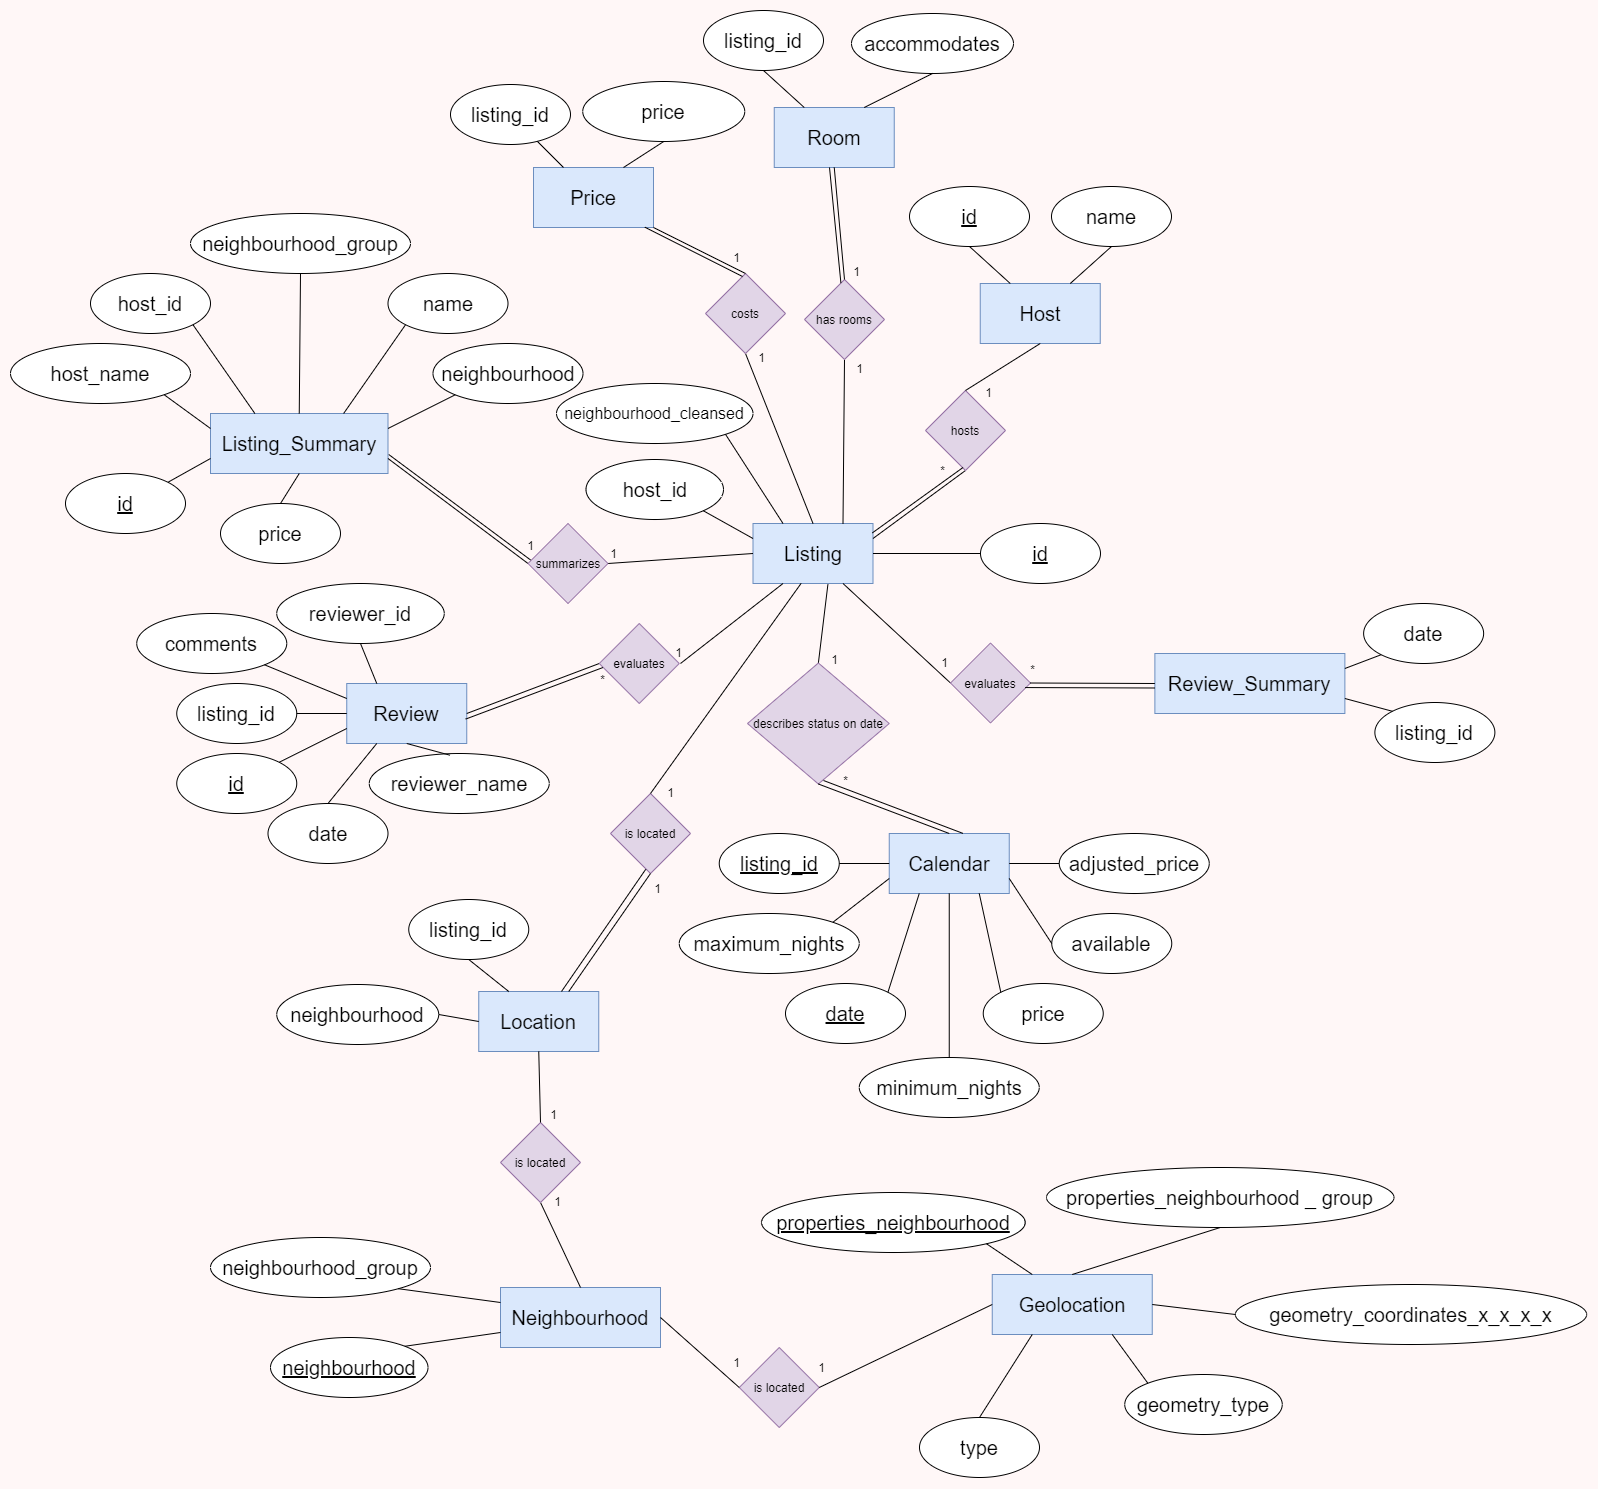 listing_id
accommodates
Room
listing_id
price
Price
id
name
Host
neighbourhood_group
host_id
name
host_name
neighbourhood
Listing_Summary
id
price
1
costs
1
1
has rooms
1
1
hosts
*
neighbourhood_cleansed
host_id
Listing
id
1
summarizes
1
reviewer_id
comments
listing_id
Review
id
reviewer_name
date
evaluates
1
*
1
describes status on date
*
1
evaluates
*
Review_Summary
date
listing_id
1
is located
1
listing_id
neighbourhood
Location
listing_id
Calendar
adjusted_price
maximum_nights
available
date
price
minimum_nights
1
is located
1
neighbourhood_group
Neighbourhood
neighbourhood
1
is located
1
properties_neighbourhood
properties_neighbourhood _ group
Geolocation
geometry_coordinates_x_x_x_x
geometry_type
type